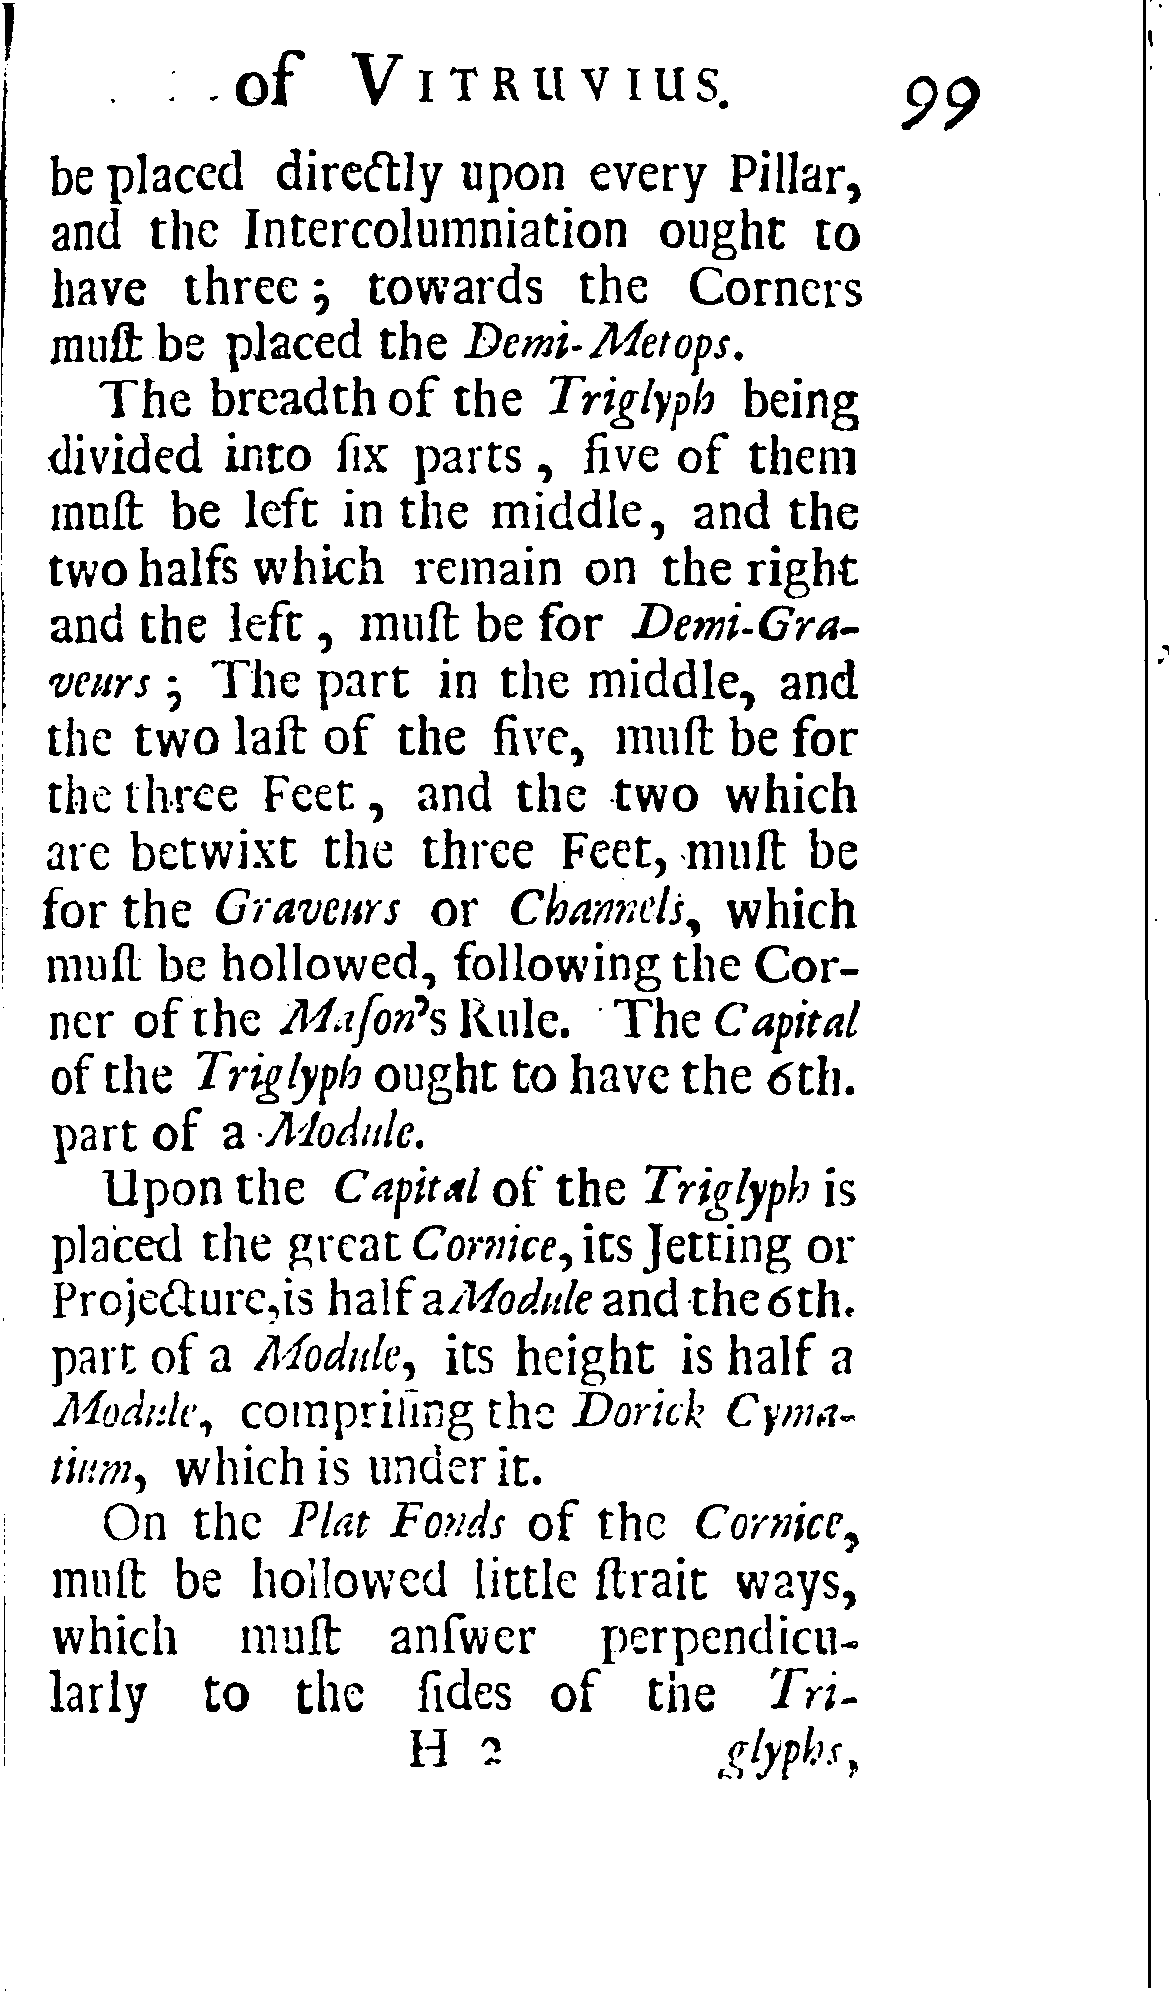 of VITRUVIUS. 99
be placed directly upon every Pillar,
and the Intercolumniation ought to
have three; towards the Corners
muſt be placed the Demi-Metops.
The breadth of the Triglyph being
divided into ſix parts, five of them
muſt be left in the middle, and the
two halfs which remain on the right
and the left, muſt be for Demi-Gra-
veurs; The part in the middle, and
the two laſt of the five, muſt be for
the three Feet, and the two which
are betwixt the three Feet, muſt be
for the Graveurs or Channels, which
muſt be hollowed, following the Cor-
ner of the Maſon's Rule. The Capital
of the Triglyph ought to have the 6th.
part of a Module.
Upon the Capital of the Triglyph is
placed the great Cornice, its Jetting or
Projecture, is half a Module and the 6th.
part of a Module, its height is half a
Module, compriſing the Dorick Cyma-
tium, which is under it.
On the Plat Fonds of the Cornice,
muſt be hollowed little ſtrait ways,
which muſt anſwer perpendicu-
larly to the ſides of the Tri-
H 2 glyphs,